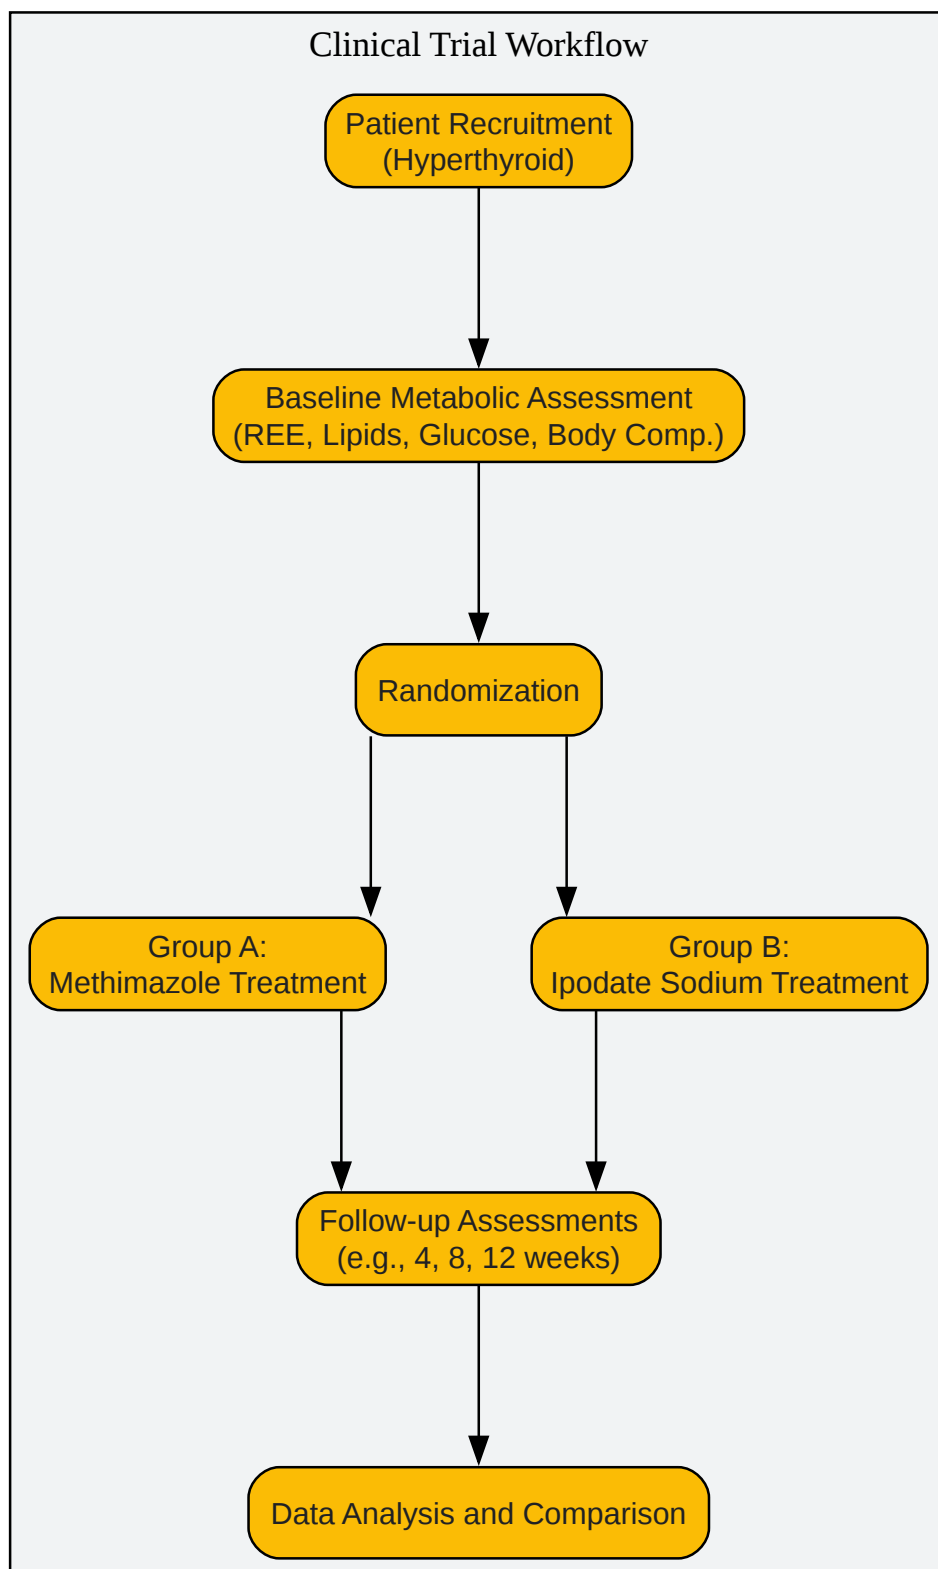 Clinical Trial Workflow
Patient Recruitment
(Hyperthyroid)
Baseline Metabolic Assessment
(REE, Lipids, Glucose, Body Comp.)
Randomization
Group A:
Methimazole Treatment
Group B:
Ipodate Sodium Treatment
Follow-up Assessments
(e.g., 4, 8, 12 weeks)
Data Analysis and Comparison